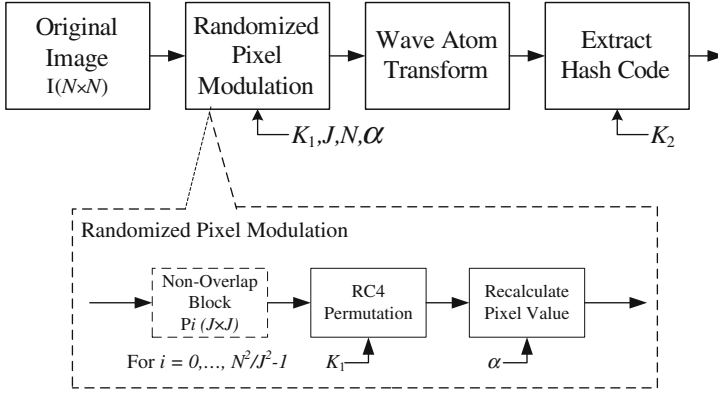 Original
Image
I(N×N)
Randomized
Pixel
Modulation
Wave Atom
Transform
Extract
Hash Code
K₁,J,N,α
K₂
Randomized Pixel Modulation
Non-Overlap
Block
Pi (J×J)
RC4
Permutation
Recalculate
Pixel Value
For i = 0,..., N²/J²-1
K₁
α